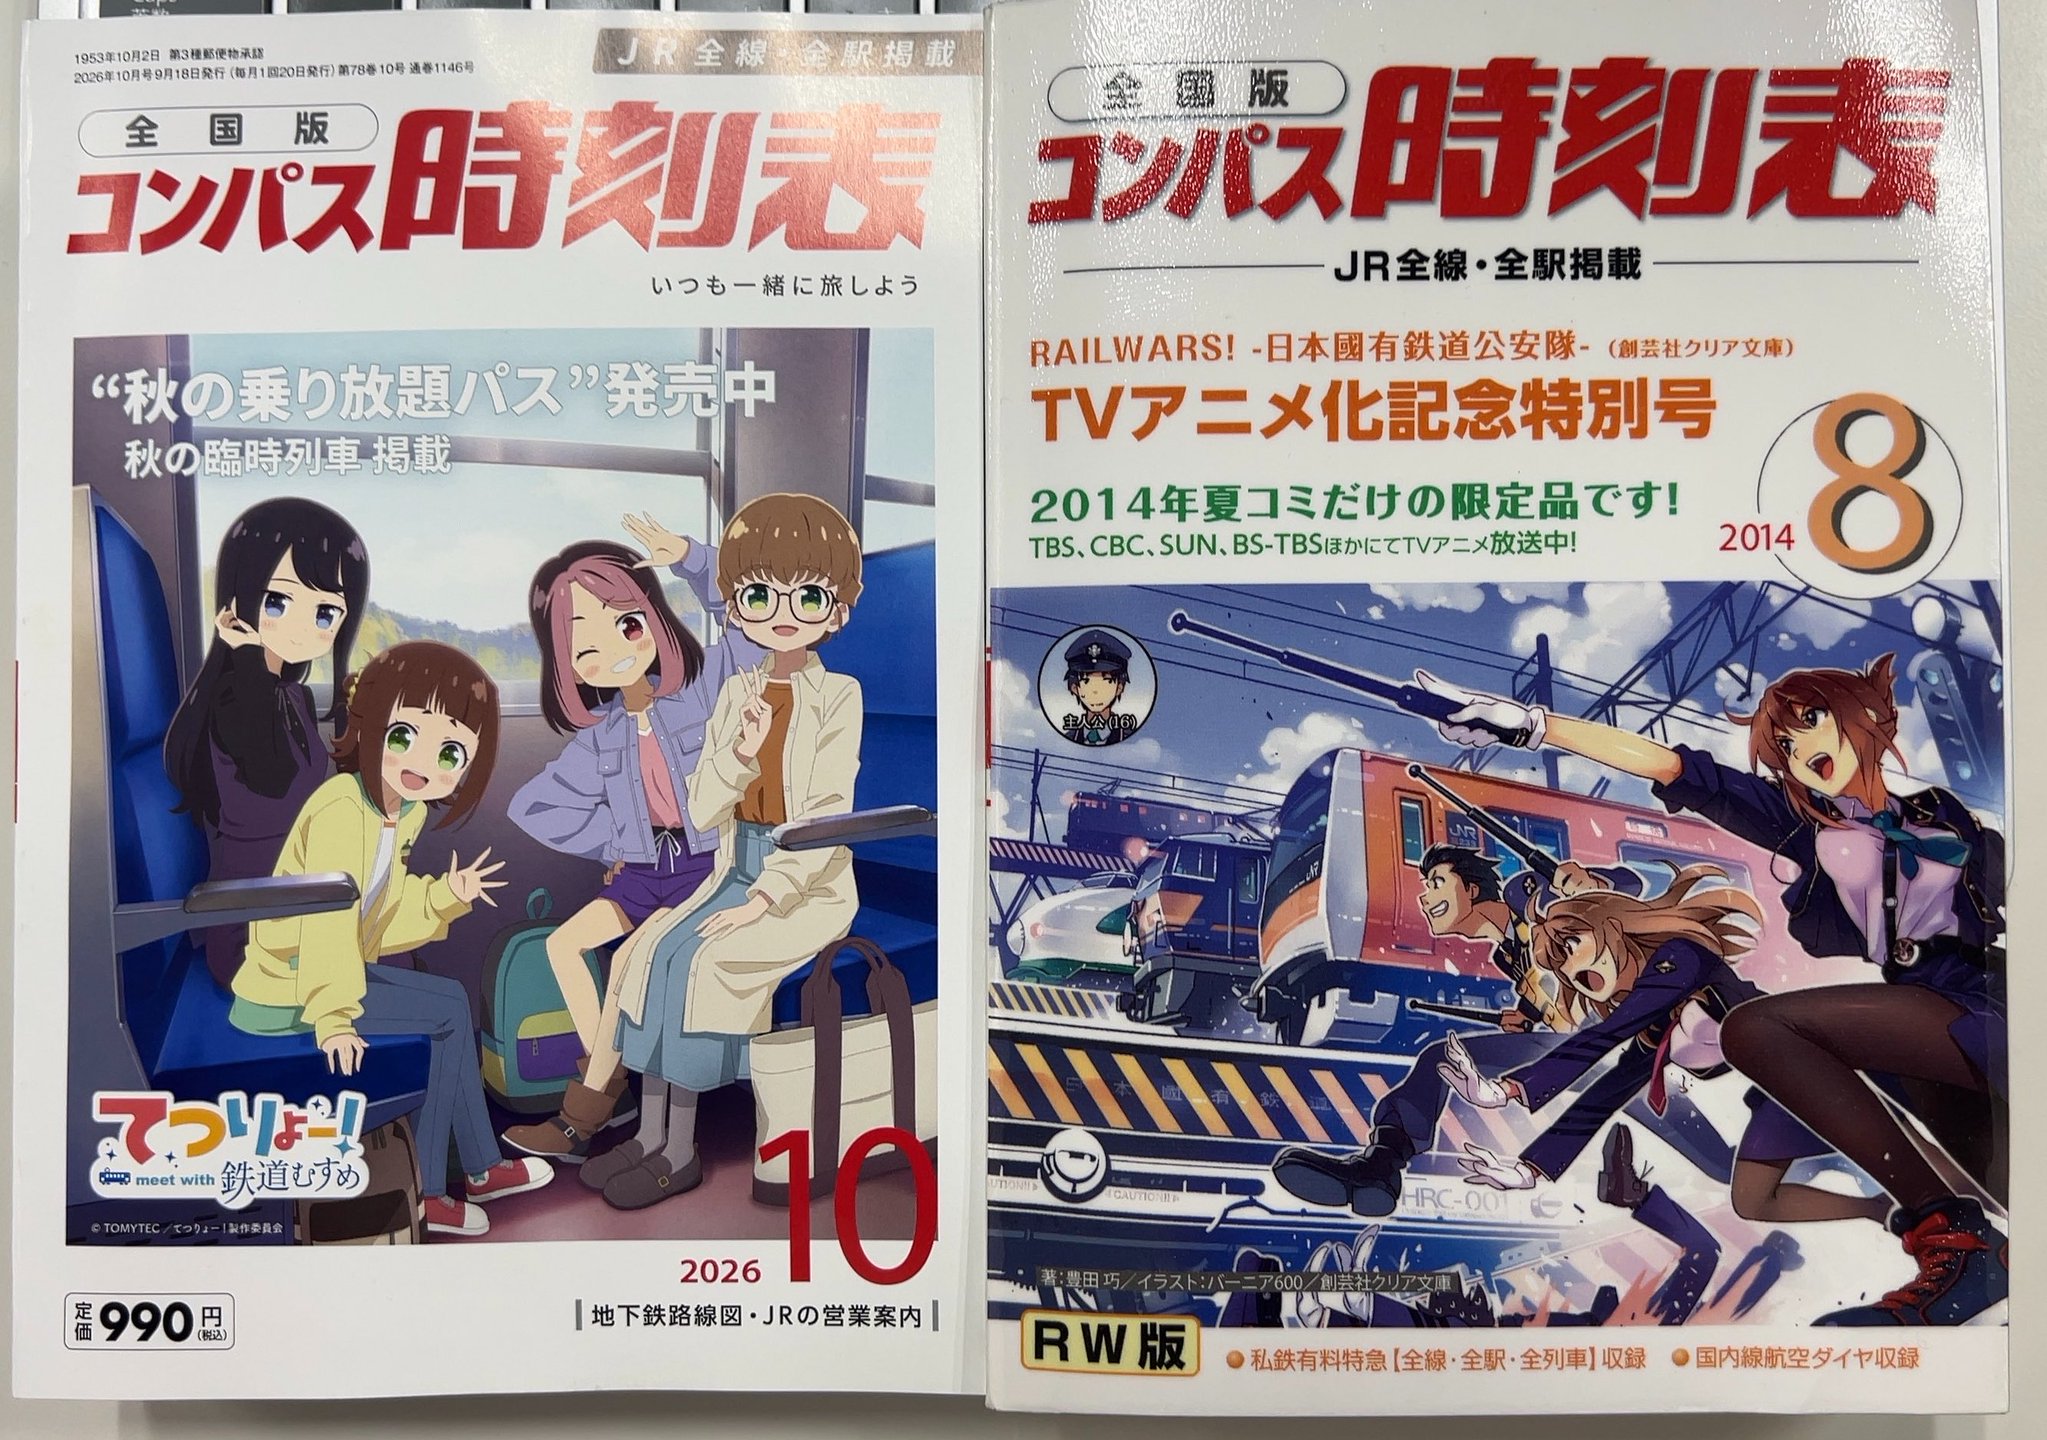 1953年10月2日 第3種郵便物承認
2026年10月号9月18日発行(毎月1回20日発行)第78巻10号 通巻1146号
JR全線・全駅掲載
全国版
コンパス時刻表
いつも一緒に旅しよう
“秋の乗り放題パス”発売中
秋の臨時列車 掲載
てつりょー!
meet with 鉄道むすめ
© TOMYTEC/てつりょー!製作委員会
2026 10
定価990円(税込)
地下鉄路線図・JRの営業案内
全国版
コンパス時刻表
JR全線・全駅掲載
RAILWARS! -日本國有鉄道公安隊- (創芸社クリア文庫)
TVアニメ化記念特別号
2014年夏コミだけの限定品です!
TBS、CBC、SUN、BS-TBSほかにてTVアニメ放送中!
2014 8
主人公(16)
JR
日本國有鉄道
CAUTION!!
HRC-001
著:豊田 巧/イラスト:バーニア600/創芸社クリア文庫
RW版
私鉄有料特急【全線・全駅・全列車】収録
国内線航空ダイヤ収録